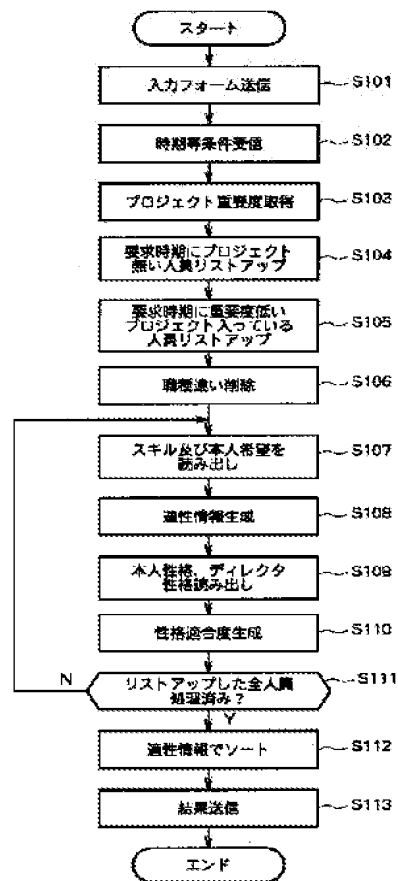 スタート
入力フォーム送信
S101
時期等条件受信
S102
プロジェクト重要度取得
S103
要求時期にプロジェクト
無い人員リストアップ
S104
要求時期に重要度低い
プロジェクト入っている
人員リストアップ
S105
職種違い削除
S106
スキル及び本人希望を
読み出し
S107
適性情報生成
S108
本人性格、ディレクタ
性格読み出し
S109
性格適合度生成
S110
リストアップした全人員
処理済み？
S111
N
Y
適性情報でソート
S112
結果送信
S113
エンド